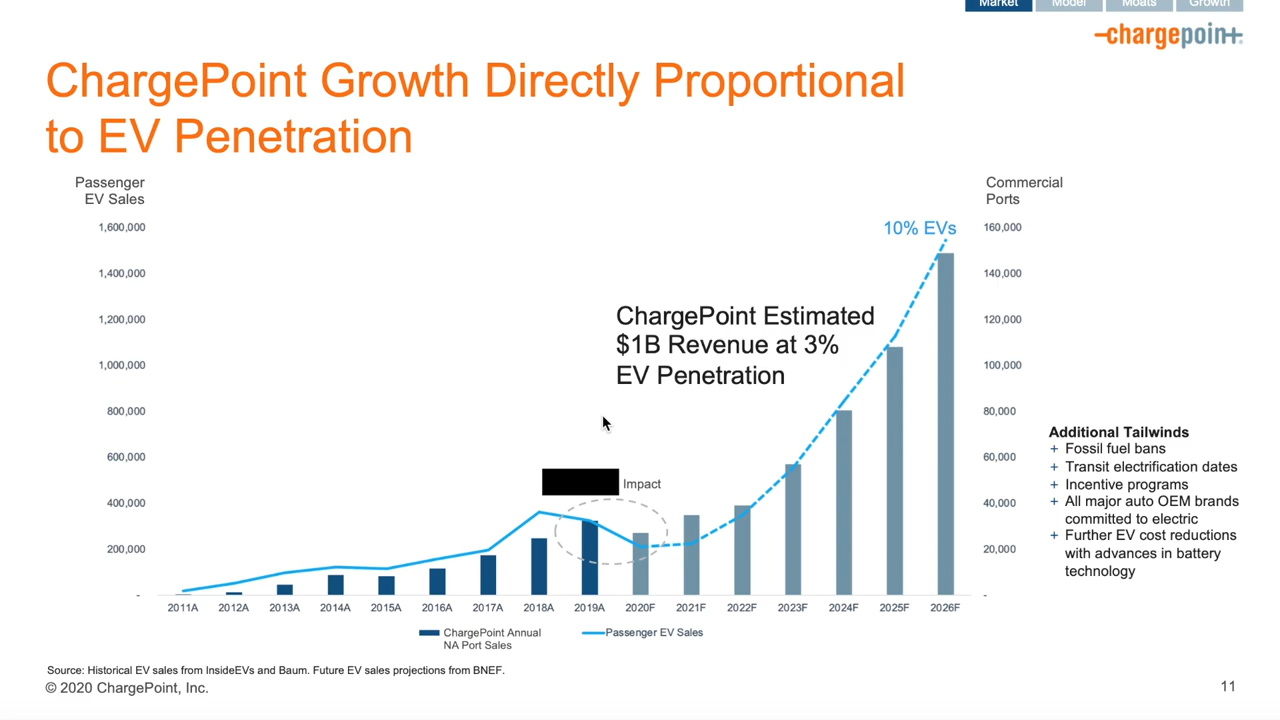 Market Model Moats Growth
chargepoint
ChargePoint Growth Directly Proportional
to EV Penetration
Passenger
EV Sales
Commercial
Ports
1,600,000
1,400,000
1,200,000
1,000,000
800,000
600,000
400,000
200,000
-
10% EVs
ChargePoint Estimated
$1B Revenue at 3%
EV Penetration
Impact
160,000
140,000
120,000
100,000
80,000
60,000
40,000
20,000
-
2011A 2012A 2013A 2014A 2015A 2016A 2017A 2018A 2019A 2020F 2021F 2022F 2023F 2024F 2025F 2026F
ChargePoint Annual
NA Port Sales
Passenger EV Sales
Additional Tailwinds
+ Fossil fuel bans
+ Transit electrification dates
+ Incentive programs
+ All major auto OEM brands
committed to electric
+ Further EV cost reductions
with advances in battery
technology
Source: Historical EV sales from InsideEVs and Baum. Future EV sales projections from BNEF.
© 2020 ChargePoint, Inc.
11